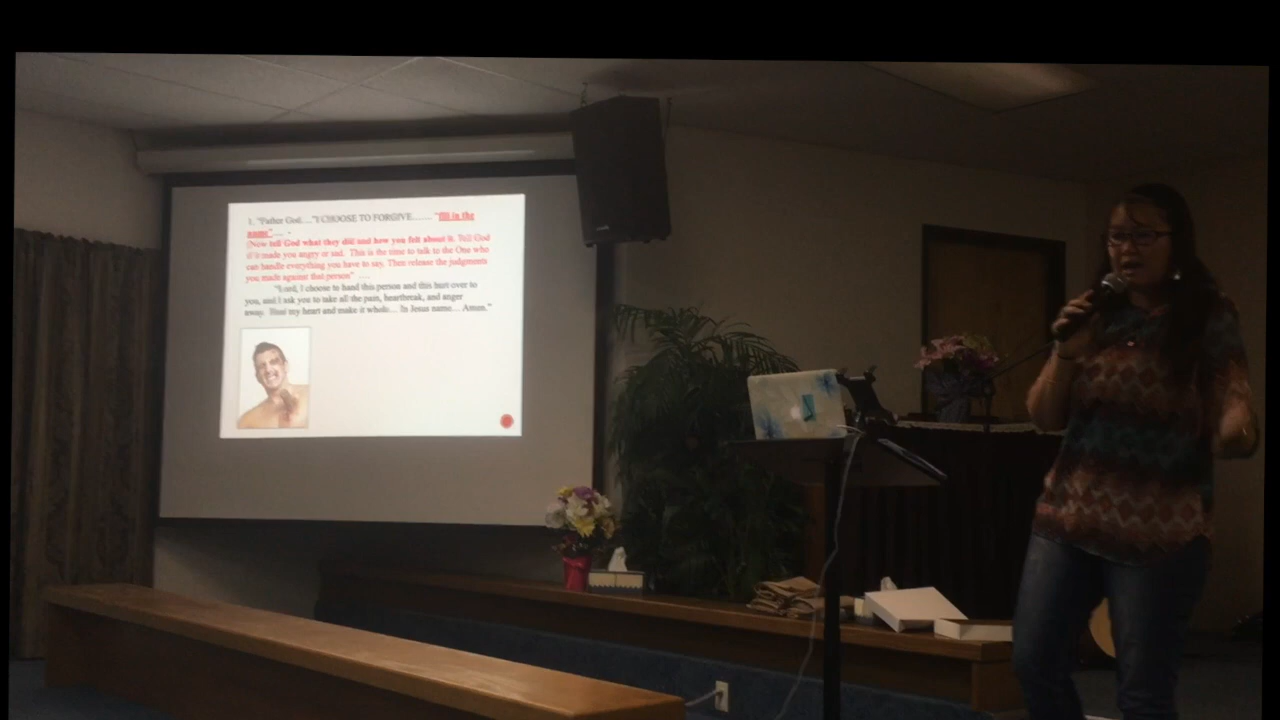 1. "Father God...."I CHOOSE TO FORGIVE....... "fill in the
name".... -
(Now tell God what they did and how you felt about it. Tell God
if it made you angry or sad. This is the time to talk to the One who
can handle everything you have to say. Then release the judgments
you made against that person" ....
"Lord, I choose to hand this person and this hurt over to
you, and I ask you to take all the pain, heartbreak, and anger
away. Heal my heart and make it whole... In Jesus name... Amen."